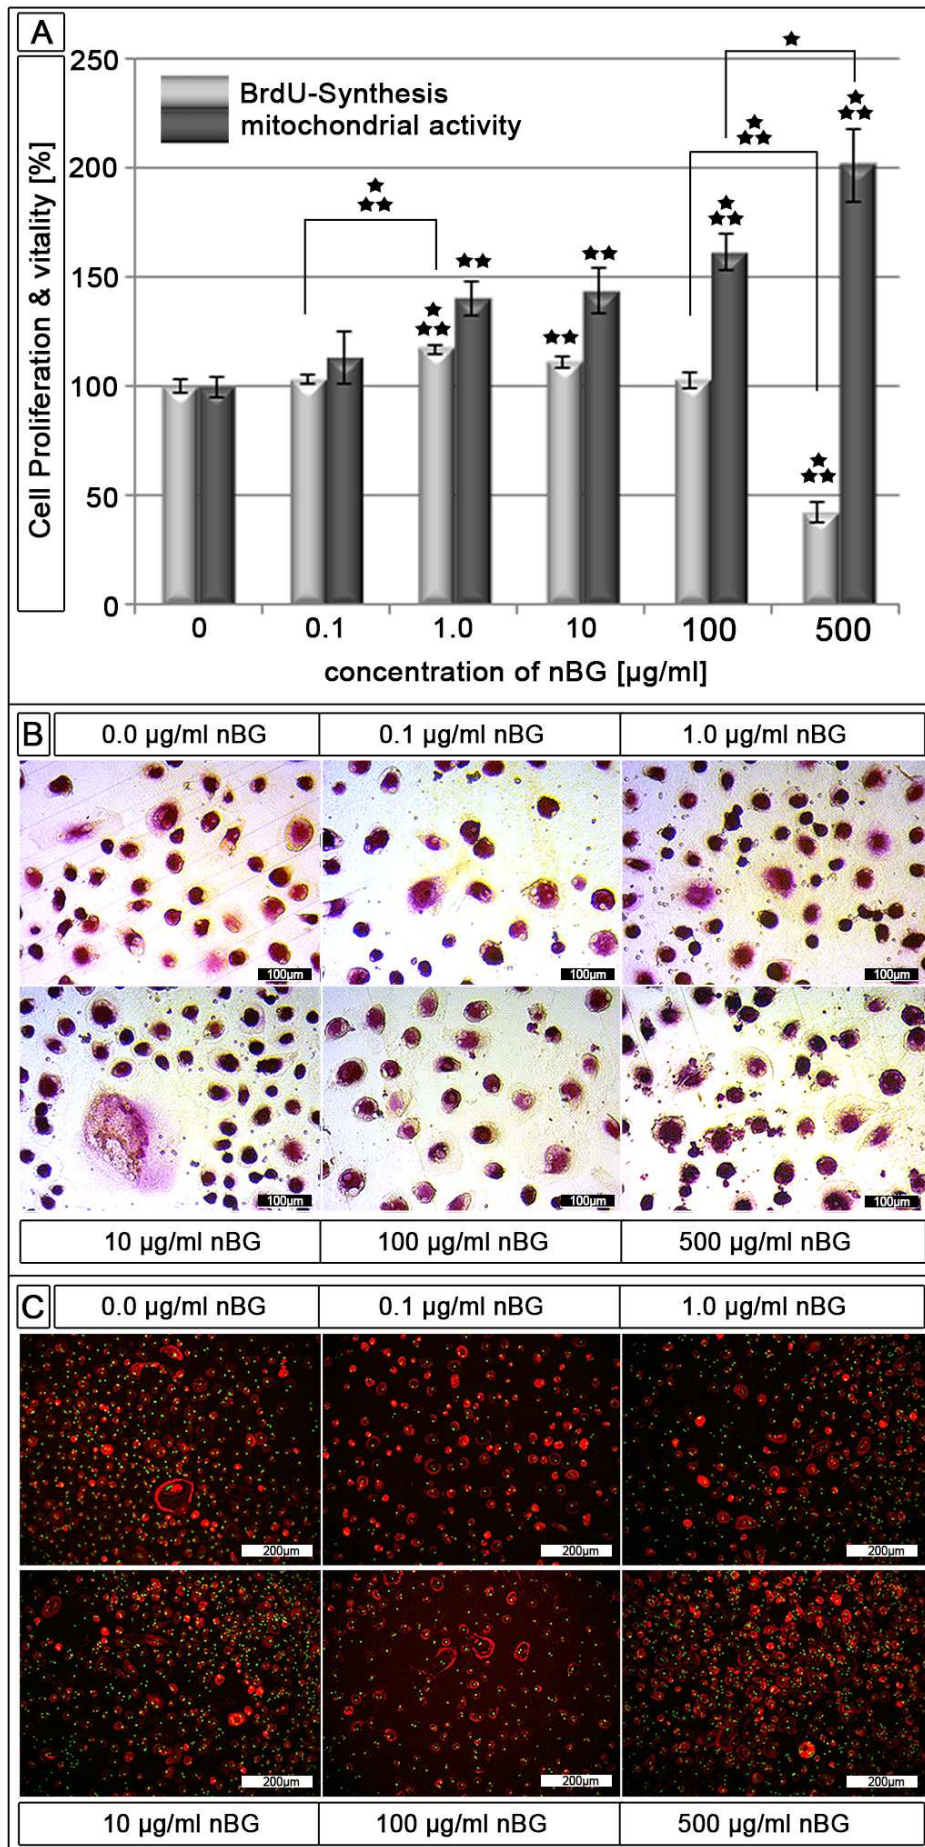 A
Cell Proliferation & vitality [%]
250
200
150
100
50
0
BrdU-Synthesis
mitochondrial activity
0 0.1 1.0 10 100 500
concentration of nBG [µg/ml]
B
0.0 µg/ml nBG 0.1 µg/ml nBG 1.0 µg/ml nBG
100µm 100µm 100µm
100µm 100µm 100µm
10 µg/ml nBG 100 µg/ml nBG 500 µg/ml nBG
C
0.0 µg/ml nBG 0.1 µg/ml nBG 1.0 µg/ml nBG
200µm 200µm 200µm
200µm 200µm 200µm
10 µg/ml nBG 100 µg/ml nBG 500 µg/ml nBG